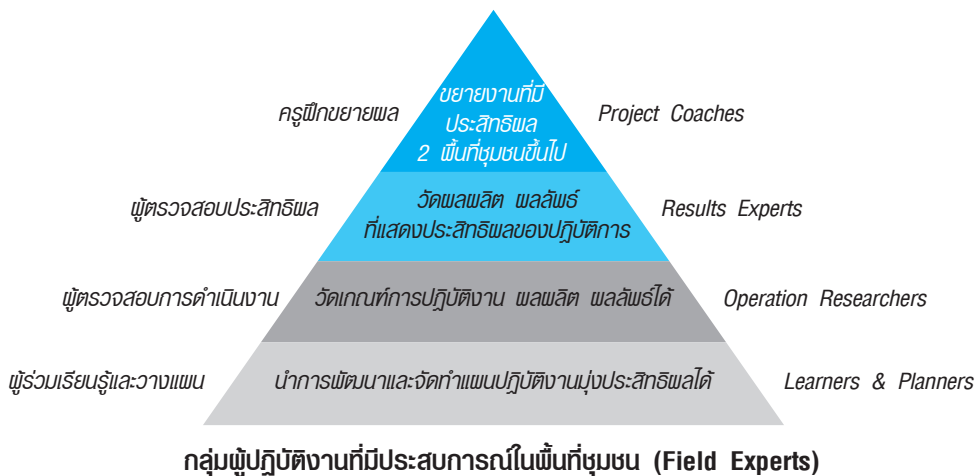 ขยายงานที่มี
ครูฝึกขยายผล ประสิทธิผล Project Coaches
2 พื้นที่ชุมชนขึ้นไป
วัดผลผลิต ผลลัพธ์
ผู้ตรวจสอบประสิทธิผล Results Experts
ที่แสดงประสิทธิผลของปฏิบัติการ
ผู้ตรวจสอบการดำเนินงาน วัดเกณฑ์การปฏิบัติงาน ผลผลิต ผลลัพธ์ได้ Operation Researchers
ผู้ร่วมเรียนรู้และวางแผน นำการพัฒนาและจัดทำแผนปฏิบัติงานมุ่งประสิทธิผลได้ Learners & Planners
กลุ่มผู้ปฏิบัติงานที่มีประสบการณ์ในพื้นที่ชุมชน (Field Experts)